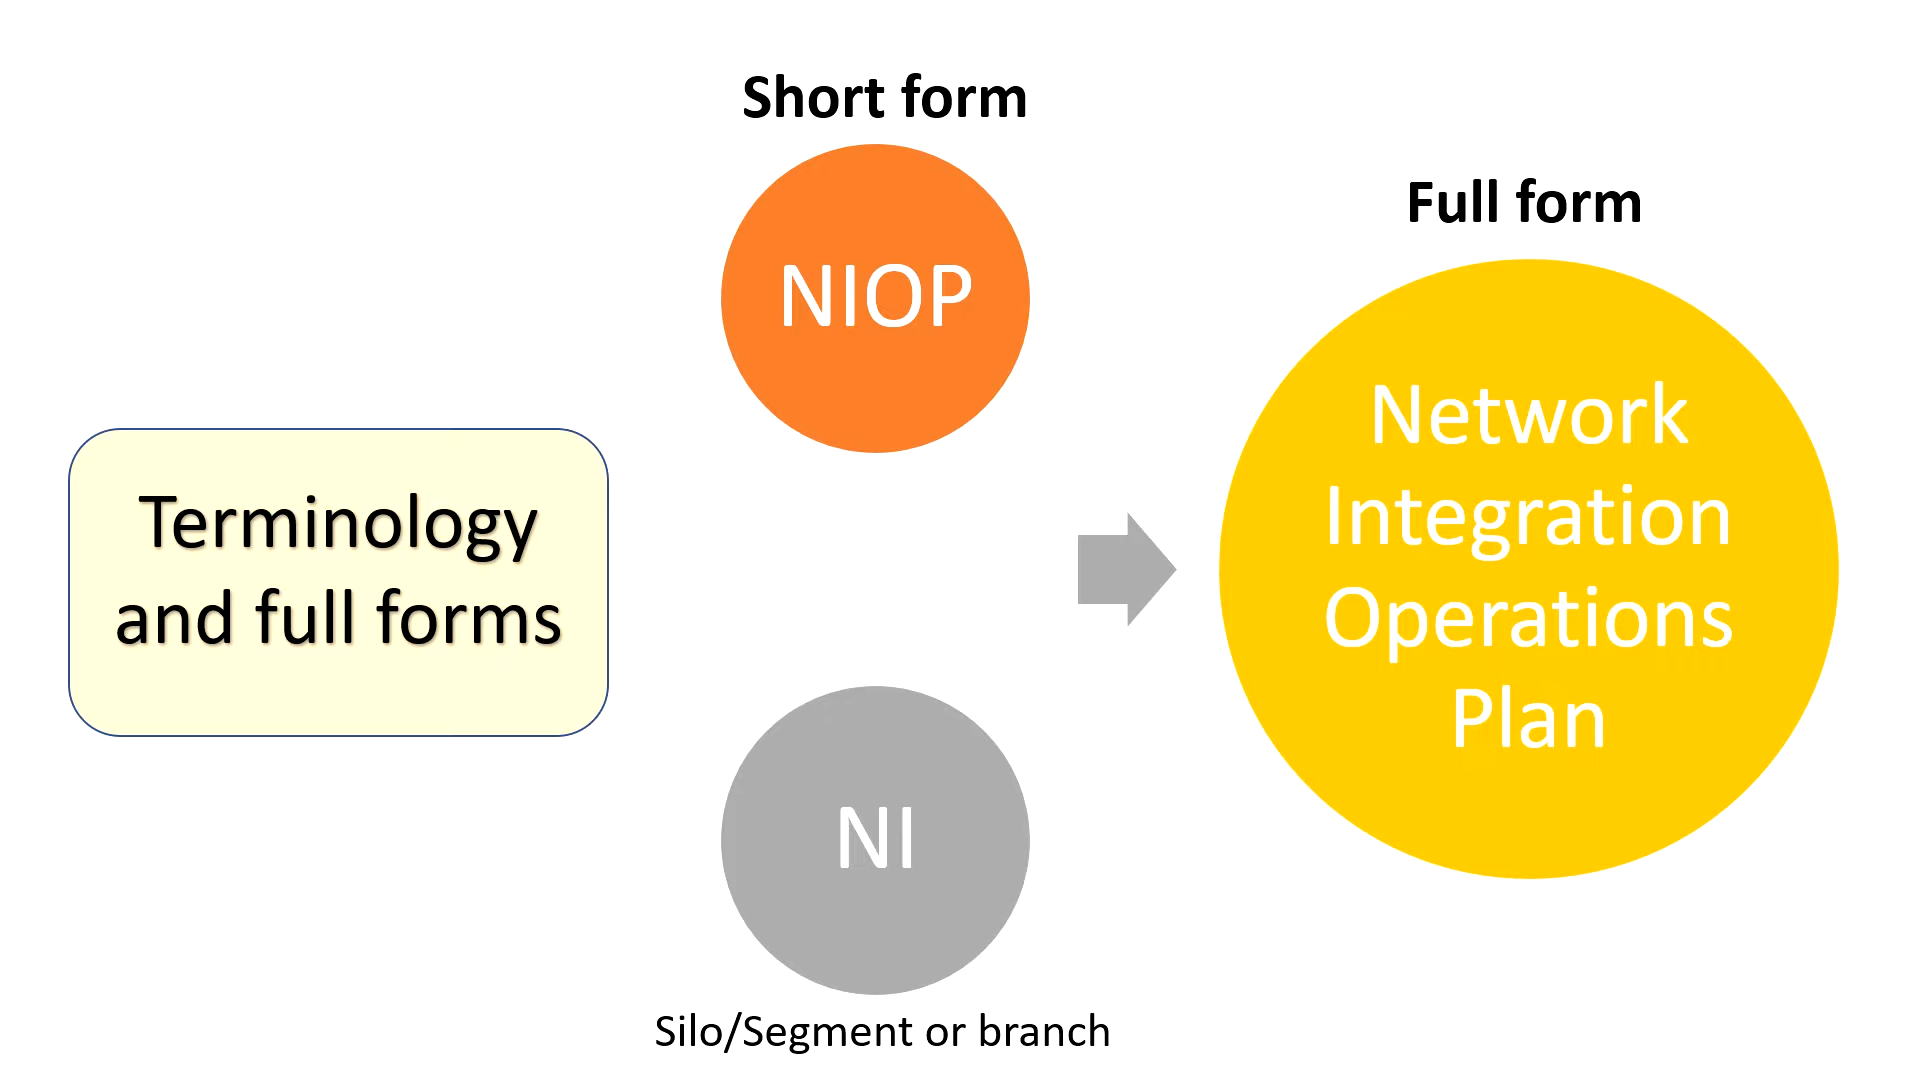 Short form
NIOP
Full form
Terminology
and full forms
Network
Integration
Operations
Plan
NI
Silo/Segment or branch